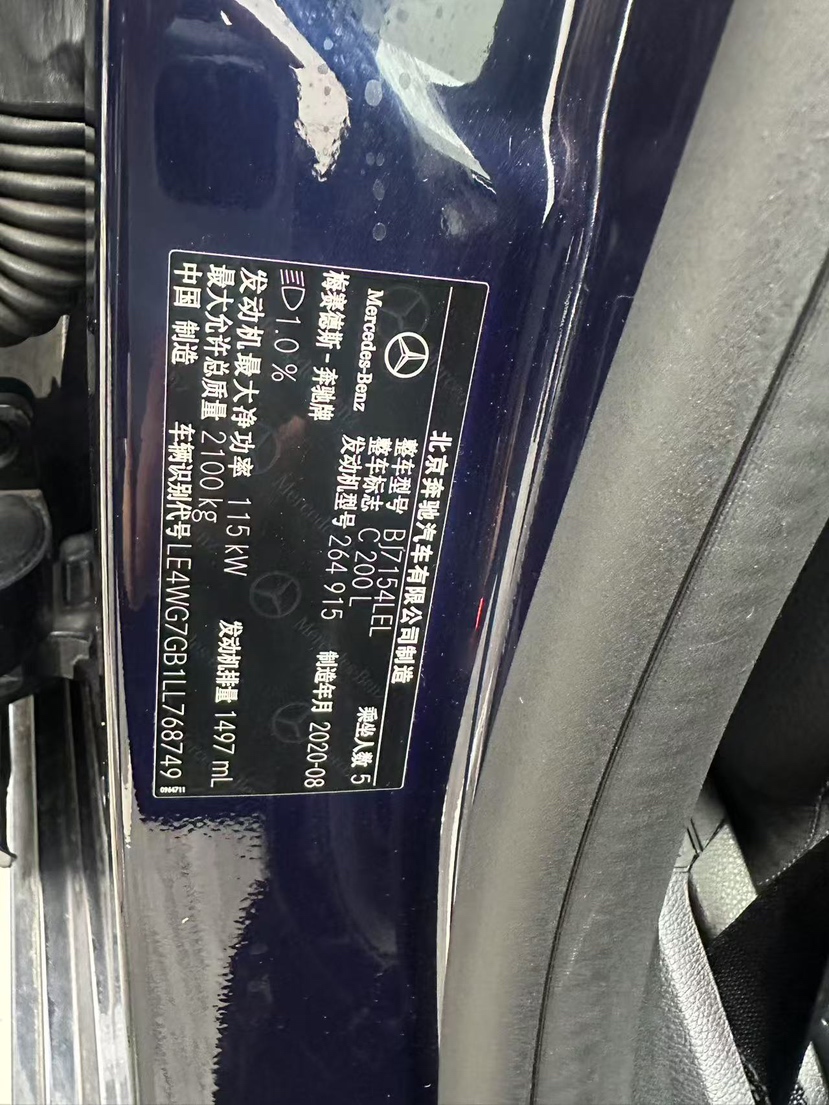 北京奔驰汽车有限公司制造
Mercedes-Benz
梅赛德斯-奔驰牌
整车型号 BJ7154LEL
整车标志 C 200 L
乘坐人数 5
发动机型号 264 915
制造年月 2020-08
1.0 %
发动机最大净功率 115 kW
发动机排量 1497 mL
最大允许总质量 2100 kg
中国 制造
车辆识别代号 LE4WG7GB1LL768749